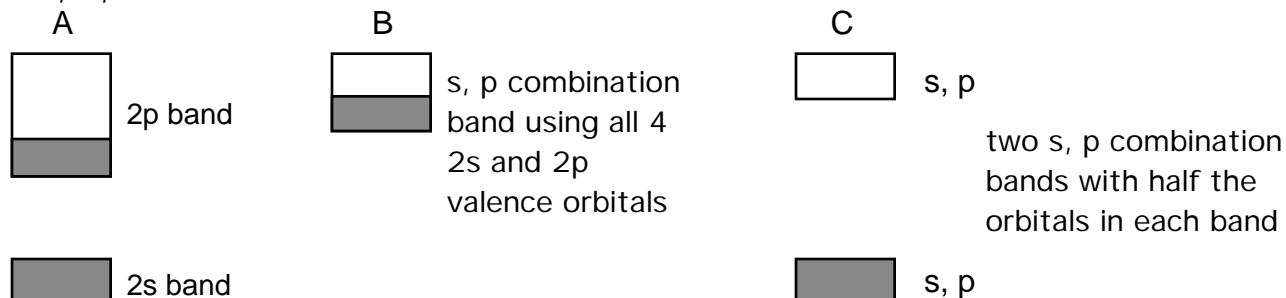 A
B
C
2p band
2s band
s, p combination
band using all 4
2s and 2p
valence orbitals
s, p
two s, p combination
bands with half the
orbitals in each band
s, p